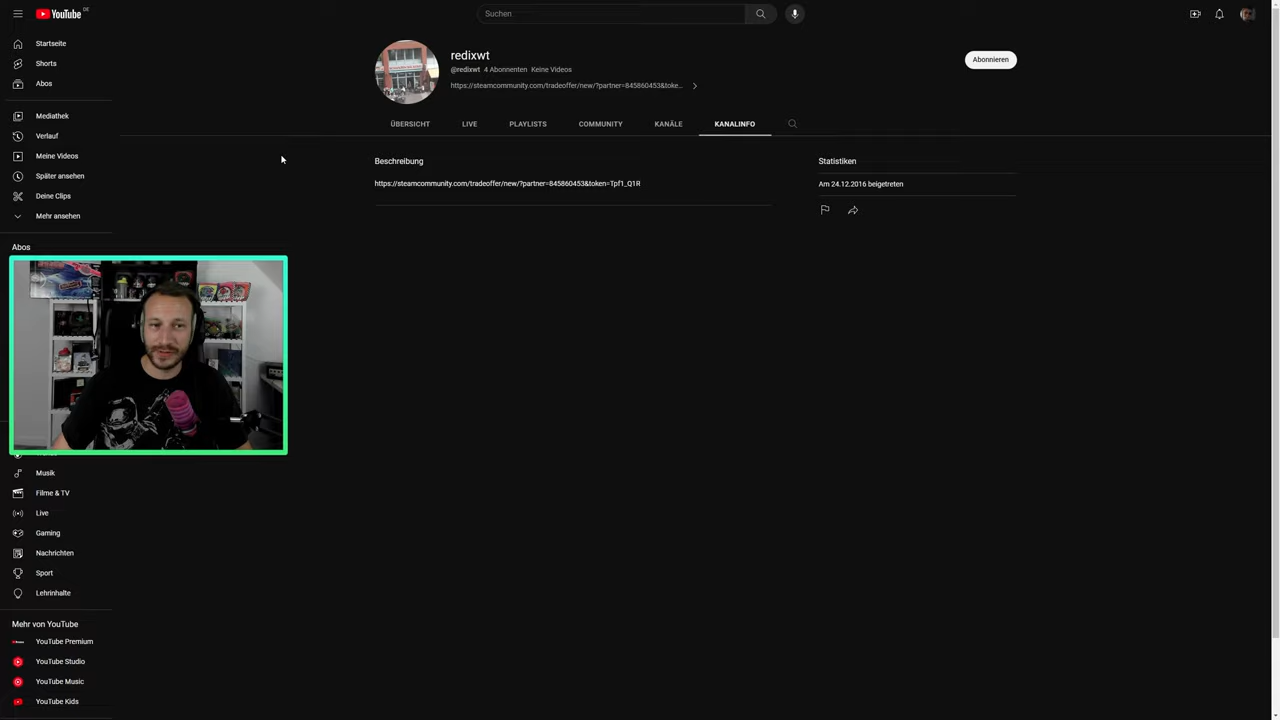 YouTube DE
Suchen
Startseite
Shorts
Abos
Mediathek
Verlauf
Meine Videos
Später ansehen
Deine Clips
Mehr ansehen
Abos
Musik
Filme & TV
Live
Gaming
Nachrichten
Sport
Lehrinhalte
Mehr von YouTube
YouTube Premium
YouTube Studio
YouTube Music
YouTube Kids
redixwt
@redixwt 4 Abonnenten Keine Videos
https://steamcommunity.com/tradeoffer/new/?partner=845860453&toke...
Abonnieren
ÜBERSICHT LIVE PLAYLISTS COMMUNITY KANÄLE KANALINFO
Beschreibung
https://steamcommunity.com/tradeoffer/new/?partner=845860453&token=Tpf1_Q1R
Statistiken
Am 24.12.2016 beigetreten